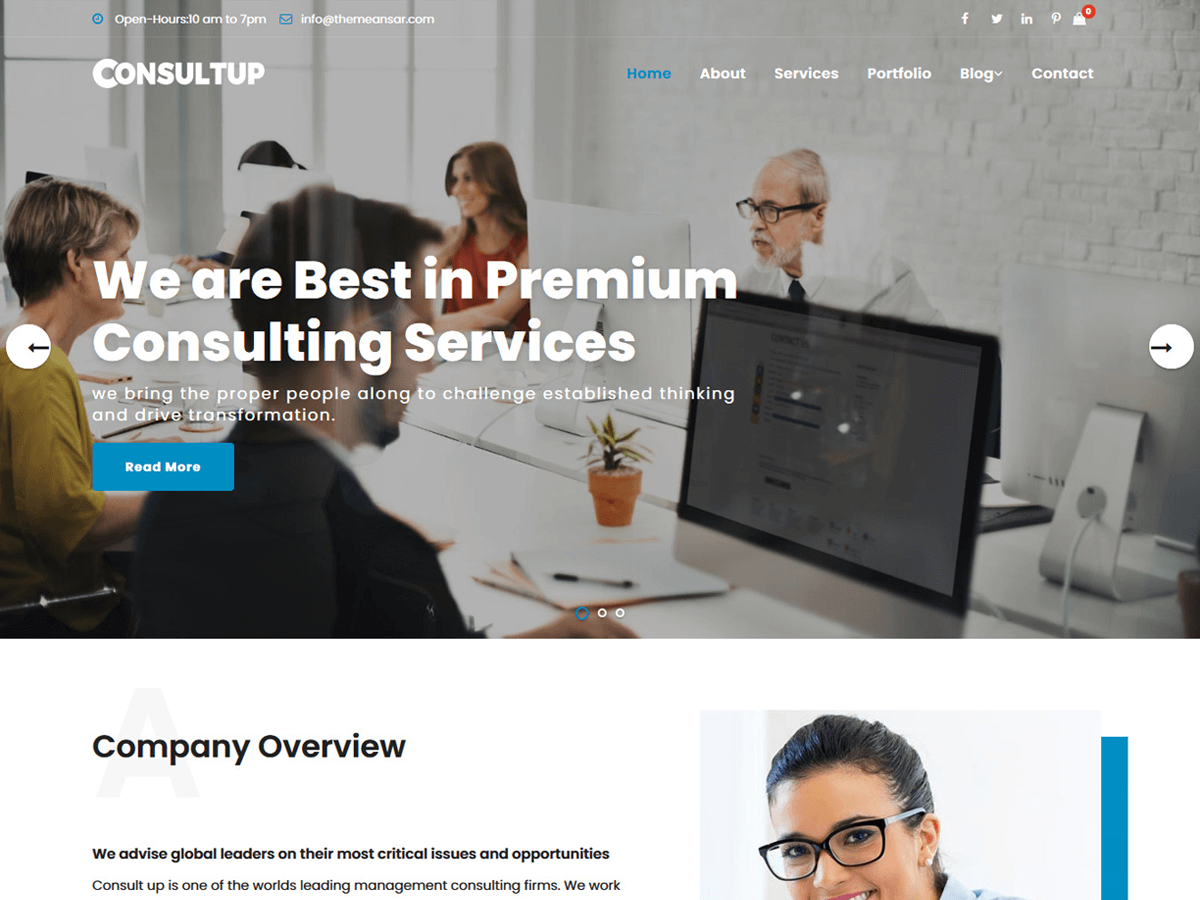 Open-Hours:10 am to 7pm info@themeansar.com
0
CONSULTUP
Home About Services Portfolio Blog Contact
We are Best in Premium
Consulting Services
we bring the proper people along to challenge established thinking
and drive transformation.
Read More
A
Company Overview
We advise global leaders on their most critical issues and opportunities
Consult up is one of the worlds leading management consulting firms. We work